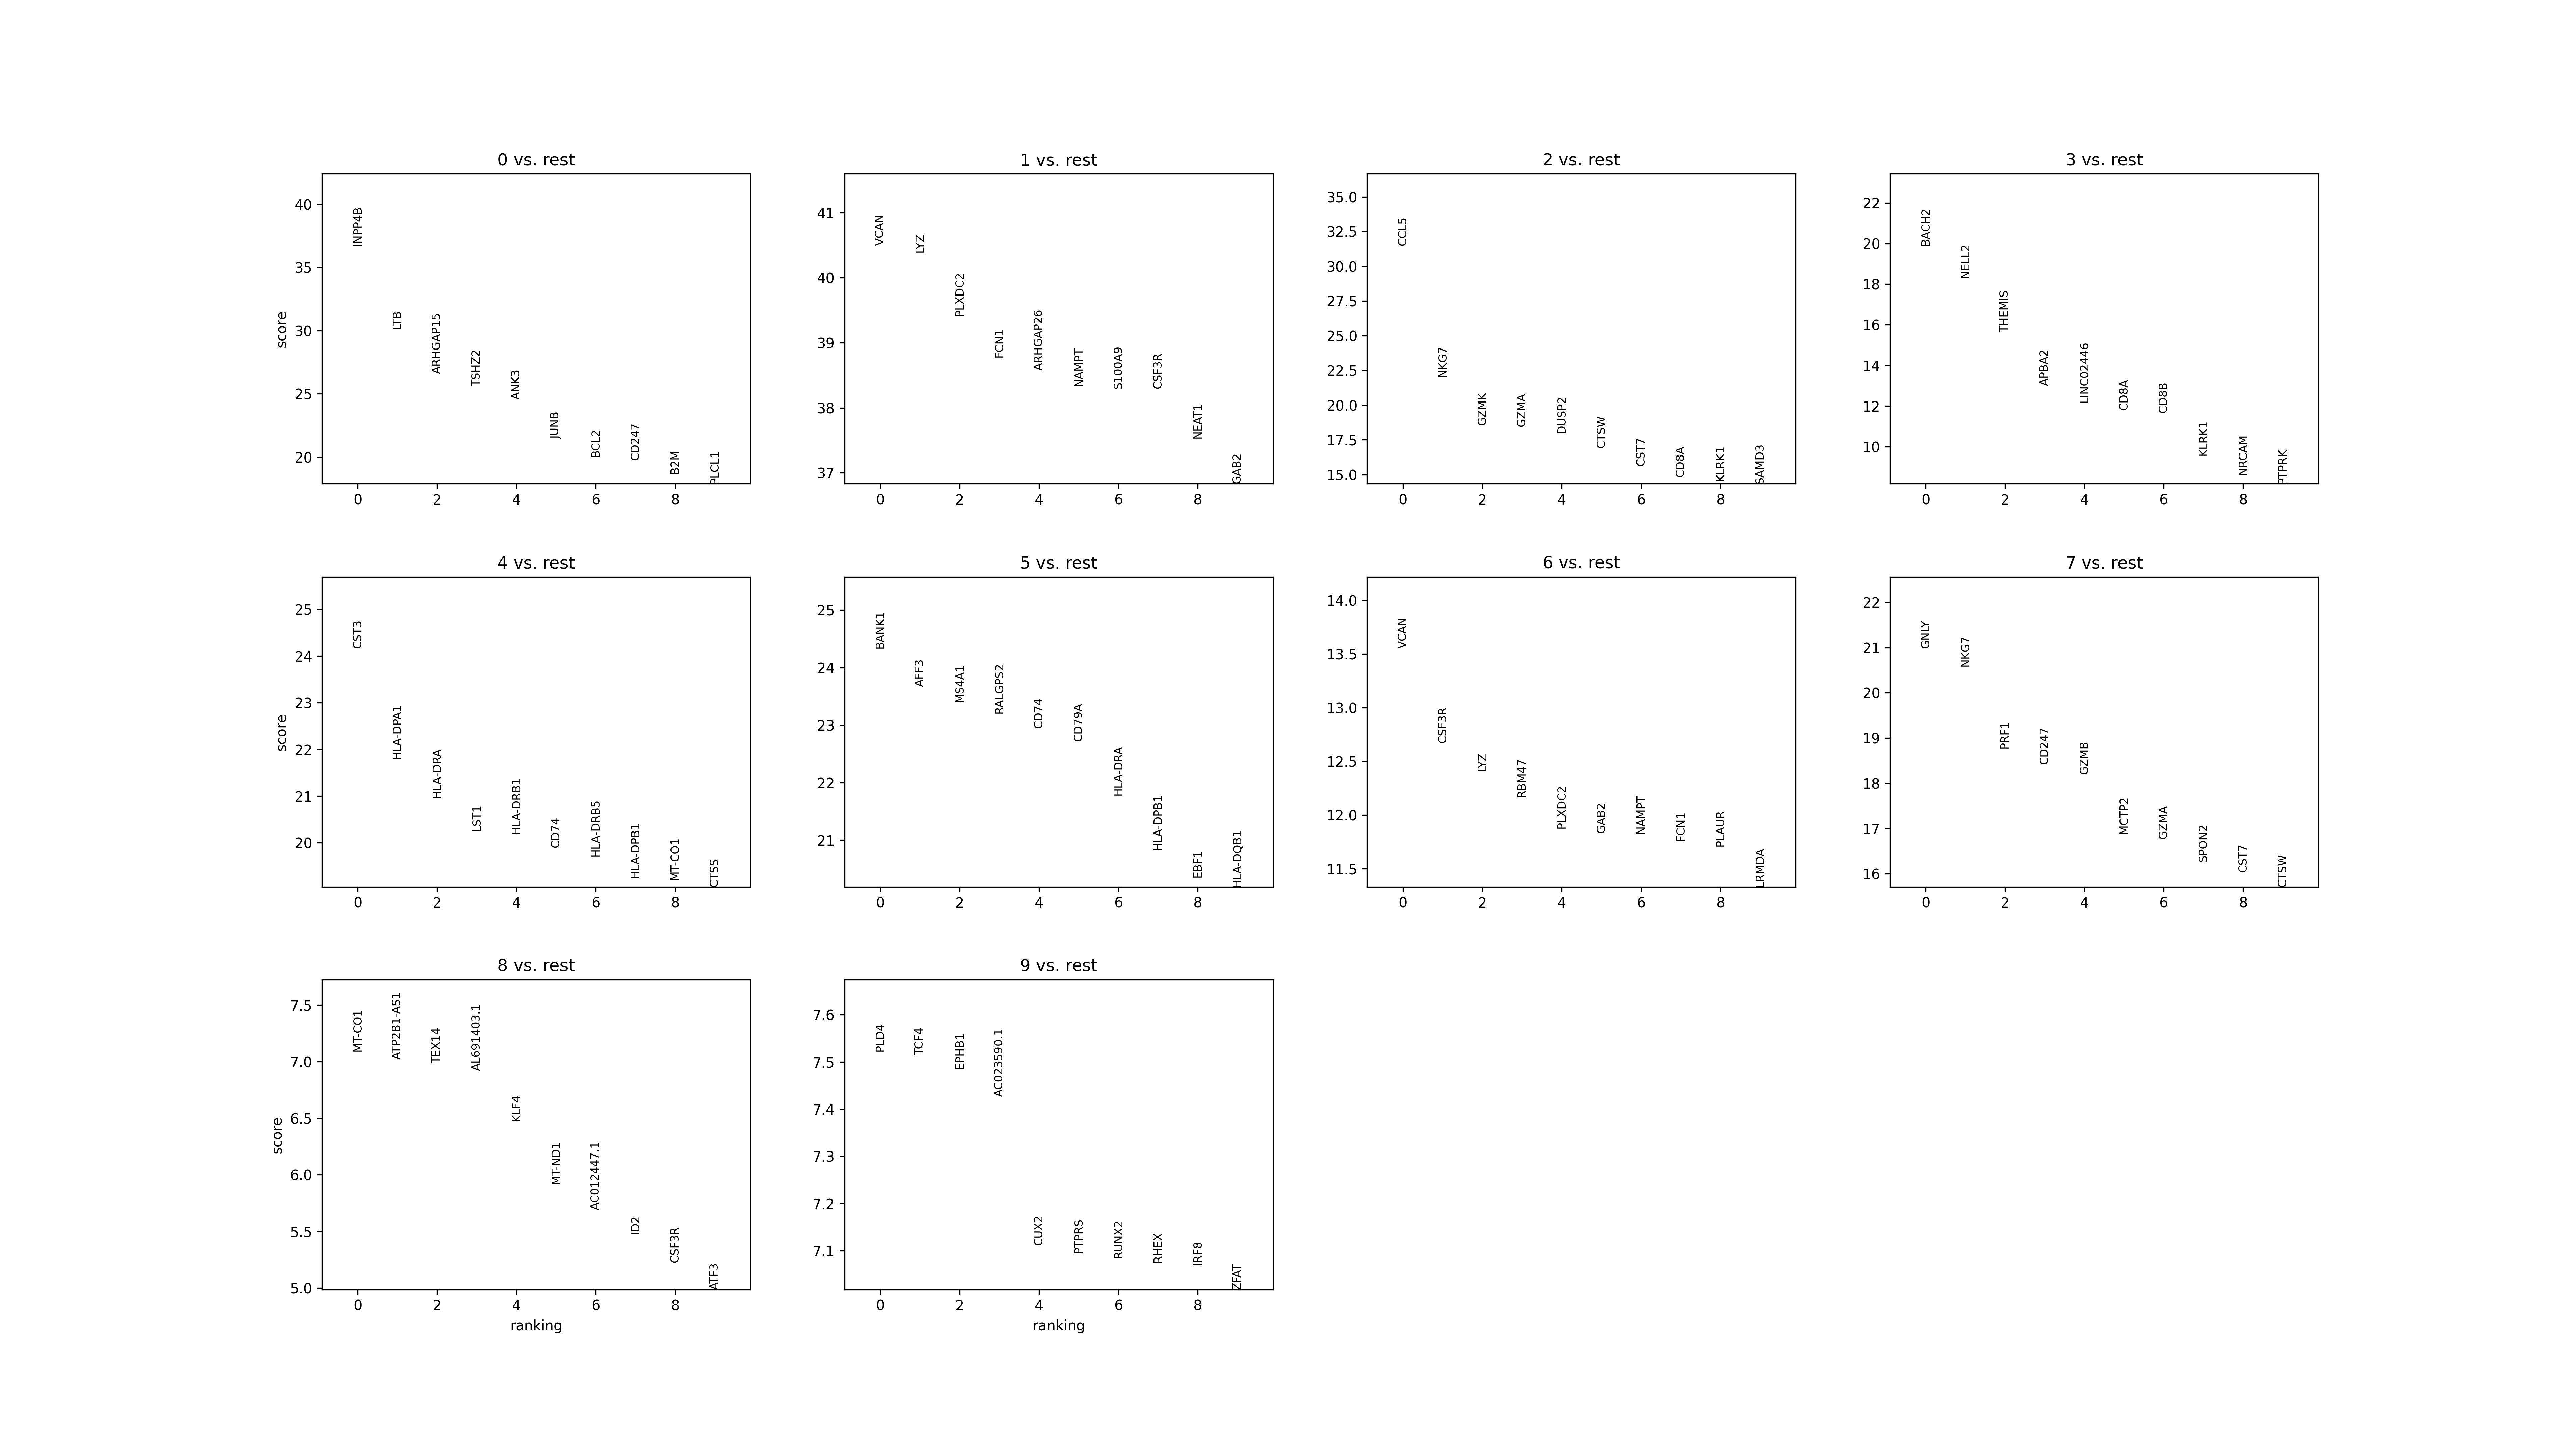 0 vs. rest
score
40
35
30
25
20
INPP4B
LTB
ARHGAP15
TSHZ2
ANK3
JUNB
BCL2
CD247
B2M
PLCL1
0 2 4 6 8
1 vs. rest
41
40
39
38
37
VCAN
LYZ
PLXDC2
FCN1
ARHGAP26
NAMPT
S100A9
CSF3R
NEAT1
GAB2
0 2 4 6 8
2 vs. rest
35.0
32.5
30.0
27.5
25.0
22.5
20.0
17.5
15.0
CCL5
NKG7
GZMK
GZMA
DUSP2
CTSW
CST7
CD8A
KLRK1
SAMD3
0 2 4 6 8
3 vs. rest
22
20
18
16
14
12
10
BACH2
NELL2
THEMIS
APBA2
LINC02446
CD8A
CD8B
KLRK1
NRCAM
PTPRK
0 2 4 6 8
4 vs. rest
score
25
24
23
22
21
20
CST3
HLA-DPA1
HLA-DRA
LST1
HLA-DRB1
CD74
HLA-DRB5
HLA-DPB1
MT-CO1
CTSS
0 2 4 6 8
5 vs. rest
25
24
23
22
21
BANK1
AFF3
MS4A1
RALGPS2
CD74
CD79A
HLA-DRA
HLA-DPB1
EBF1
HLA-DQB1
0 2 4 6 8
6 vs. rest
14.0
13.5
13.0
12.5
12.0
11.5
VCAN
CSF3R
LYZ
RBM47
PLXDC2
GAB2
NAMPT
FCN1
PLAUR
LRMDA
0 2 4 6 8
7 vs. rest
22
21
20
19
18
17
16
GNLY
NKG7
PRF1
CD247
GZMB
MCTP2
GZMA
SPON2
CST7
CTSW
0 2 4 6 8
8 vs. rest
score
7.5
7.0
6.5
6.0
5.5
5.0
MT-CO1
ATP2B1-AS1
TEX14
AL691403.1
KLF4
MT-ND1
AC012447.1
ID2
CSF3R
ATF3
0 2 4 6 8
ranking
9 vs. rest
7.6
7.5
7.4
7.3
7.2
7.1
PLD4
TCF4
EPHB1
AC023590.1
CUX2
PTPRS
RUNX2
RHEX
IRF8
ZFAT
0 2 4 6 8
ranking